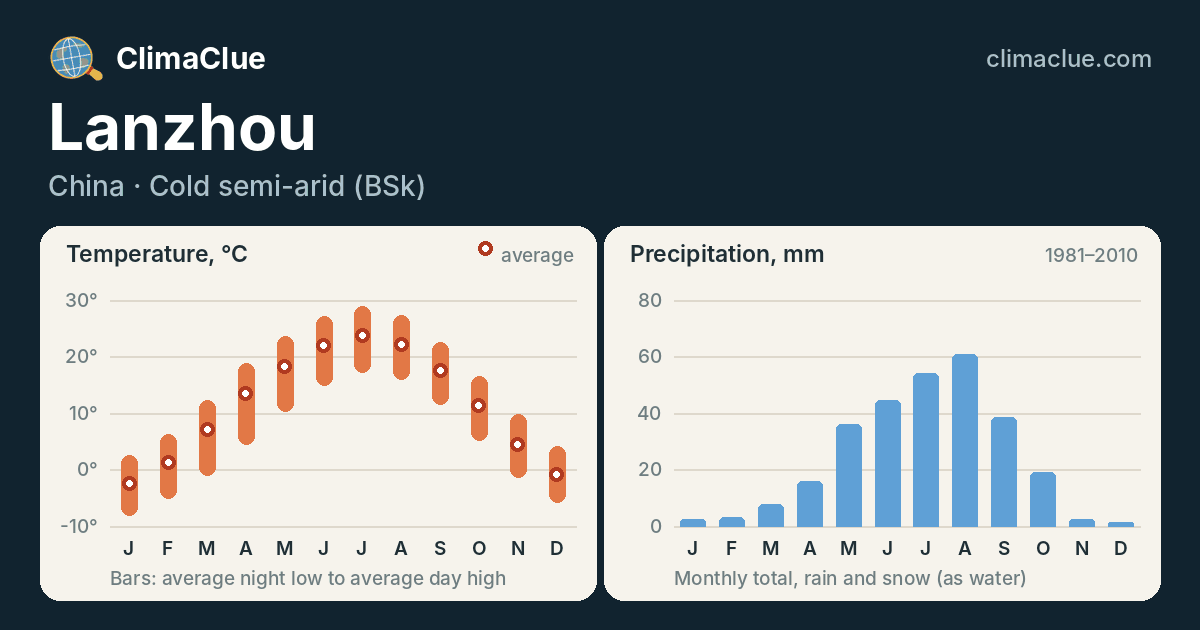 ClimaClue
climaclue.com
Lanzhou
China · Cold semi-arid (BSk)
Temperature, °C
average
30°
20°
10°
0°
-10°
J F M A M J J A S O N D
Bars: average night low to average day high
Precipitation, mm
1981–2010
80
60
40
20
0
J F M A M J J A S O N D
Monthly total, rain and snow (as water)